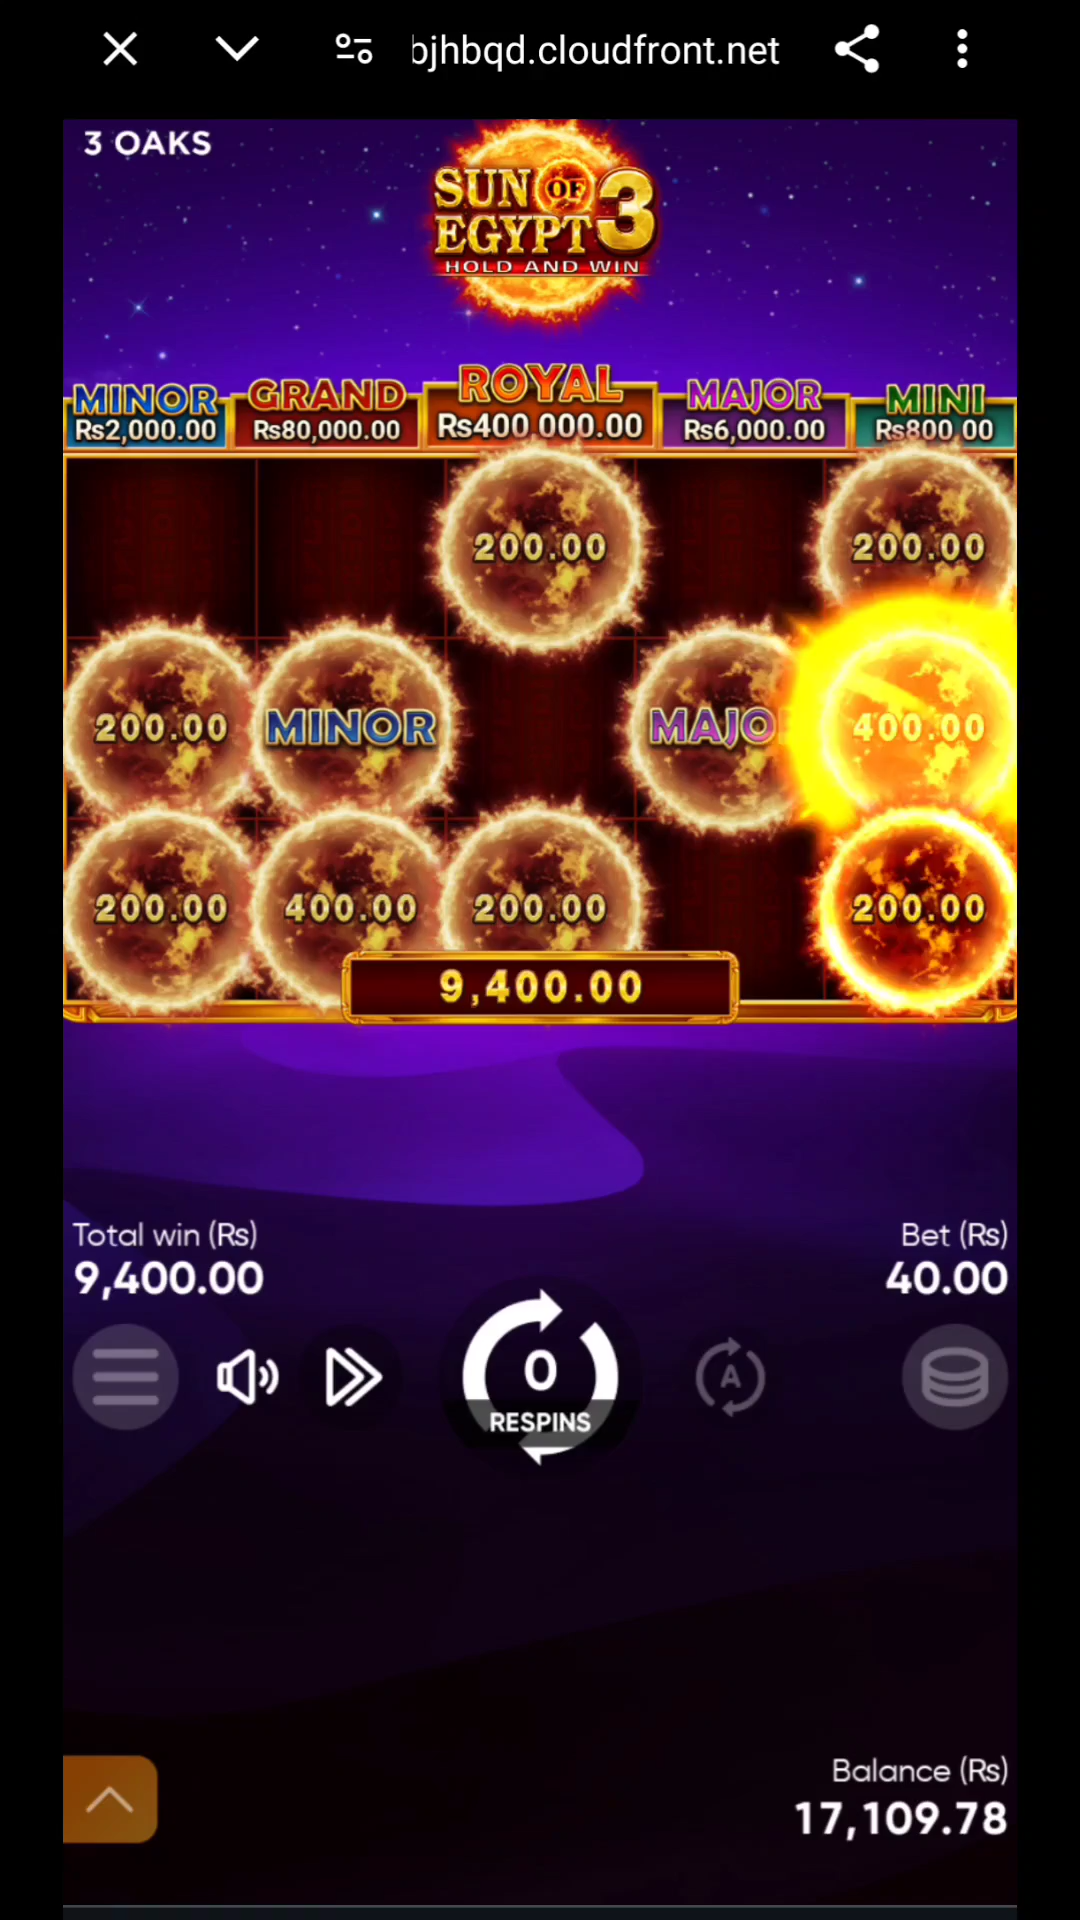 bjhbqd.cloudfront.net
3 OAKS
SUN OF
EGYPT 3
HOLD AND WIN
MINOR GRAND ROYAL MAJOR MINI
Rs2,000.00 Rs80,000.00 Rs400 000.00 Rs6,000.00 Rs800.00
200.00 200.00
200.00 MINOR MAJO 400.00
200.00 400.00 200.00 200.00
9,400.00
Total win (Rs) Bet (Rs)
9,400.00 40.00
0
A
RESPINS
Balance (Rs)
17,109.78